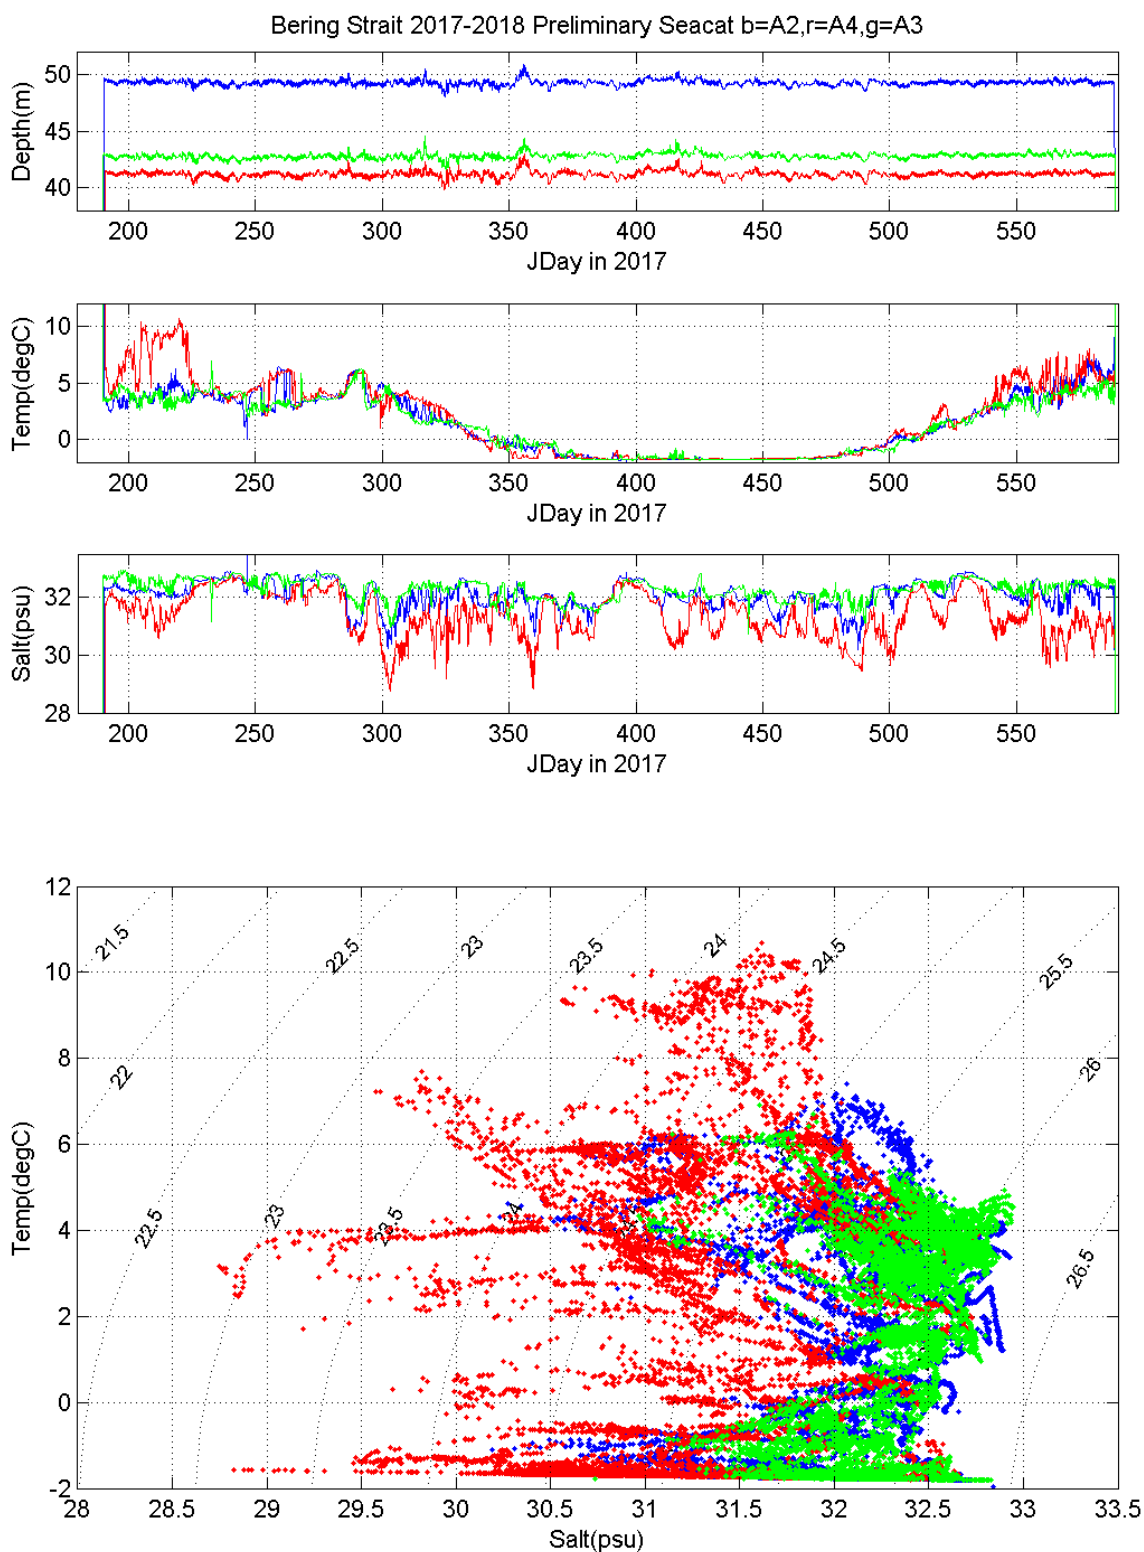 Bering Strait 2017-2018 Preliminary Seacat b=A2,r=A4,g=A3
50
45
40
Depth(m)
200 250 300 350 400 450 500 550
JDay in 2017
10
5
0
Temp(degC)
200 250 300 350 400 450 500 550
JDay in 2017
32
30
28
Salt(psu)
200 250 300 350 400 450 500 550
JDay in 2017
12
10
8
6
4
2
0
-2
Temp(degC)
21.5
22.5
23
23.5
24
24.5
25.5
22
26
22.5
23
23.5
24
26.5
28 28.5 29 29.5 30 30.5 31 31.5 32 32.5 33 33.5
Salt(psu)